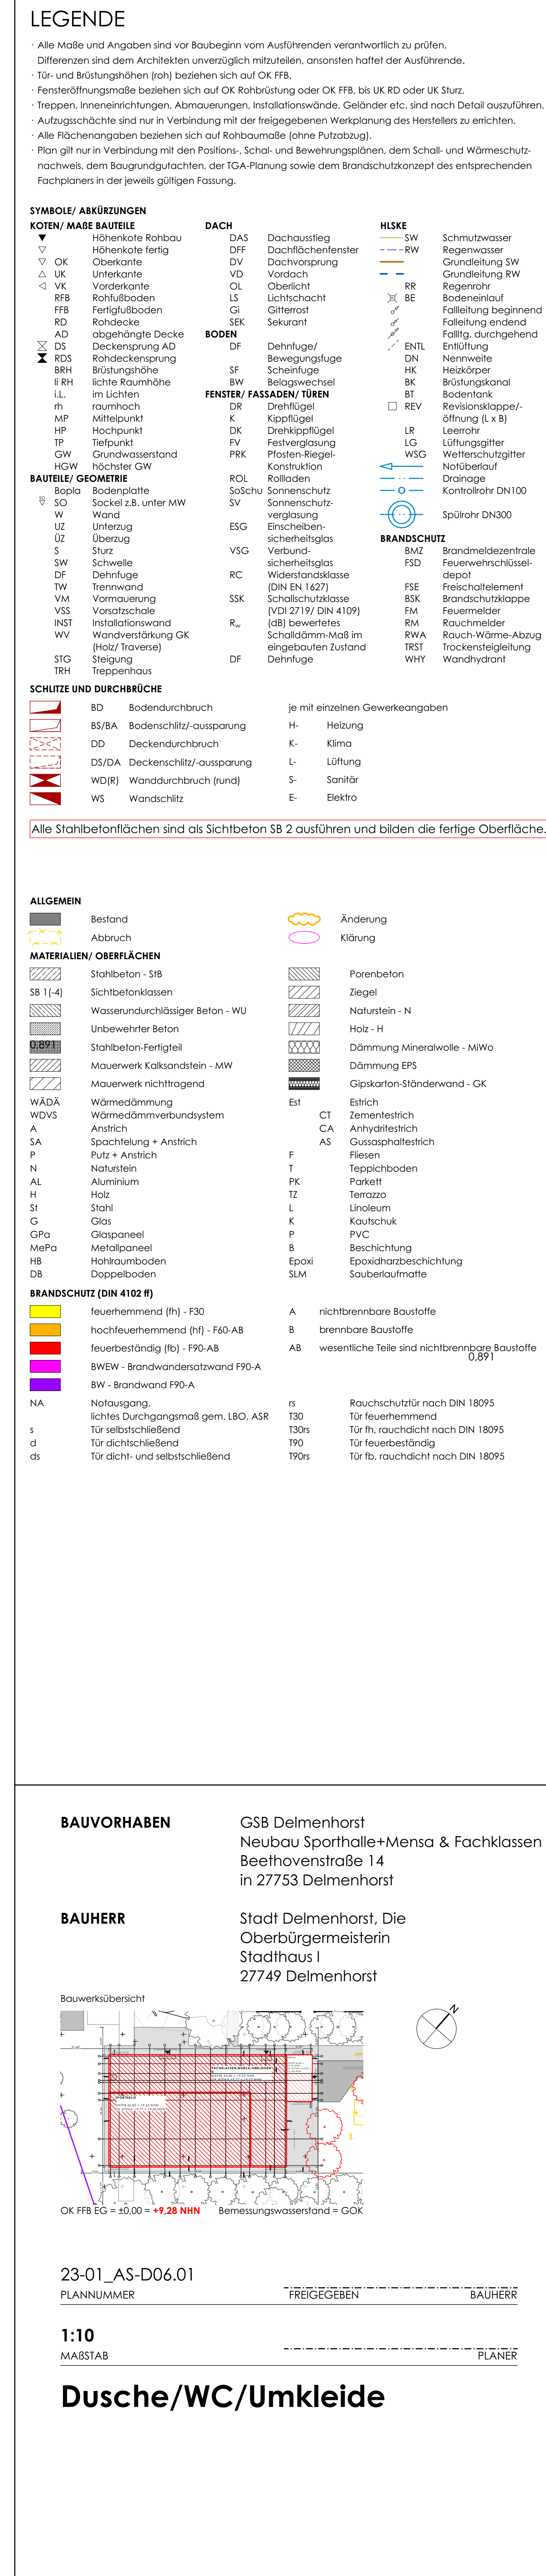 LEGENDE
· Alle Maße und Angaben sind vor Baubeginn vom Ausführenden verantwortlich zu prüfen,
Differenzen sind dem Architekten unverzüglich mitzuteilen, ansonsten haftet der Ausführende.
· Tür- und Brüstungshöhen (roh) beziehen sich auf OK FFB.
· Fensteröffnungsmaße beziehen sich auf OK Rohbrüstung oder OK FFB, bis UK RD oder UK Sturz.
· Treppen, Inneneinrichtungen, Abmauerungen, Installationswände, Geländer etc. sind nach Detail auszuführen.
· Aufzugsschächte sind nur in Verbindung mit der freigegebenen Werkplanung des Herstellers zu errichten.
· Alle Flächenangaben beziehen sich auf Rohbaumaße (ohne Putzabzug).
· Plan gilt nur in Verbindung mit den Positions-, Schal- und Bewehrungsplänen, dem Schall- und Wärmeschutz-
nachweis, dem Baugrundgutachten, der TGA-Planung sowie dem Brandschutzkonzept des entsprechenden
Fachplaners in der jeweils gültigen Fassung.
SYMBOLE/ ABKÜRZUNGEN
KOTEN/ MAßE BAUTEILE
Höhenkote Rohbau
Höhenkote fertig
OK Oberkante
UK Unterkante
VK Vorderkante
RFB Rohfußboden
FFB Fertigfußboden
RD Rohdecke
AD abgehängte Decke
DS Deckensprung AD
RDS Rohdeckensprung
BRH Brüstungshöhe
li RH lichte Raumhöhe
i.L. im Lichten
rh raumhoch
MP Mittelpunkt
HP Hochpunkt
TP Tiefpunkt
GW Grundwasserstand
HGW höchster GW
BAUTEILE/ GEOMETRIE
Bopla Bodenplatte
SO Sockel z.B. unter MW
W Wand
UZ Unterzug
ÜZ Überzug
S Sturz
SW Schwelle
DF Dehnfuge
TW Trennwand
VM Vormauerung
VSS Vorsatzschale
INST Installationswand
WV Wandverstärkung GK
(Holz/ Traverse)
STG Steigung
TRH Treppenhaus
DACH
DAS Dachausstieg
DFF Dachflächenfenster
DV Dachvorsprung
VD Vordach
OL Oberlicht
LS Lichtschacht
Gi Gitterrost
SEK Sekurant
BODEN
DF Dehnfuge/
Bewegungsfuge
SF Scheinfuge
BW Belagswechsel
FENSTER/ FASSADEN/ TÜREN
DR Drehflügel
K Kippflügel
DK Drehkippflügel
FV Festverglasung
PRK Pfosten-Riegel-
Konstruktion
ROL Rollladen
SoSchu Sonnenschutz
SV Sonnenschutz-
verglasung
ESG Einscheiben-
sicherheitsglas
VSG Verbund-
sicherheitsglas
RC Widerstandsklasse
(DIN EN 1627)
SSK Schallschutzklasse
(VDI 2719/ DIN 4109)
Rw (dB) bewertetes
Schalldämm-Maß im
eingebauten Zustand
DF Dehnfuge
HLSKE
SW Schmutzwasser
RW Regenwasser
Grundleitung SW
Grundleitung RW
RR Regenrohr
BE Bodeneinlauf
Fallleitung beginnend
Falleitung endend
Falltg. durchgehend
ENTL Entlüftung
DN Nennweite
HK Heizkörper
BK Brüstungskanal
BT Bodentank
REV Revisionsklappe/-
öffnung (L x B)
LR Leerrohr
LG Lüftungsgitter
WSG Wetterschutzgitter
Notüberlauf
Drainage
Kontrollrohr DN100
Spülrohr DN300
BRANDSCHUTZ
BMZ Brandmeldezentrale
FSD Feuerwehrschlüssel-
depot
FSE Freischaltelement
BSK Brandschutzklappe
FM Feuermelder
RM Rauchmelder
RWA Rauch-Wärme-Abzug
TRST Trockensteigleitung
WHY Wandhydrant
SCHLITZE UND DURCHBRÜCHE
BD Bodendurchbruch
BS/BA Bodenschlitz/-aussparung
DD Deckendurchbruch
DS/DA Deckenschlitz/-aussparung
WD(R) Wanddurchbruch (rund)
WS Wandschlitz
je mit einzelnen Gewerkeangaben
H- Heizung
K- Klima
L- Lüftung
S- Sanitär
E- Elektro
Alle Stahlbetonflächen sind als Sichtbeton SB 2 ausführen und bilden die fertige Oberfläche.
ALLGEMEIN
Bestand
Änderung
Abbruch
Klärung
MATERIALIEN/ OBERFLÄCHEN
Stahlbeton - StB
SB 1(-4) Sichtbetonklassen
Wasserundurchlässiger Beton - WU
Unbewehrter Beton
0,891
Stahlbeton-Fertigteil
Mauerwerk Kalksandstein - MW
Mauerwerk nichttragend
Porenbeton
Ziegel
Naturstein - N
Holz - H
Dämmung Mineralwolle - MiWo
Dämmung EPS
Gipskarton-Ständerwand - GK
WÄDÄ Wärmedämmung
WDVS Wärmedämmverbundsystem
A Anstrich
SA Spachtelung + Anstrich
P Putz + Anstrich
N Naturstein
AL Aluminium
H Holz
St Stahl
G Glas
GPa Glaspaneel
MePa Metallpaneel
HB Hohlraumboden
DB Doppelboden
Est Estrich
CT Zementestrich
CA Anhydritestrich
AS Gussasphaltestrich
F Fliesen
T Teppichboden
PK Parkett
TZ Terrazzo
L Linoleum
K Kautschuk
P PVC
B Beschichtung
Epoxi Epoxidharzbeschichtung
SLM Sauberlaufmatte
BRANDSCHUTZ (DIN 4102 ff)
feuerhemmend (fh) - F30
hochfeuerhemmend (hf) - F60-AB
feuerbeständig (fb) - F90-AB
BWEW - Brandwandersatzwand F90-A
BW - Brandwand F90-A
A nichtbrennbare Baustoffe
B brennbare Baustoffe
AB wesentliche Teile sind nichtbrennbare Baustoffe
0,891
NA Notausgang,
lichtes Durchgangsmaß gem. LBO, ASR
s Tür selbstschließend
d Tür dichtschließend
ds Tür dicht- und selbstschließend
rs Rauchschutztür nach DIN 18095
T30 Tür feuerhemmend
T30rs Tür fh, rauchdicht nach DIN 18095
T90 Tür feuerbeständig
T90rs Tür fb, rauchdicht nach DIN 18095
BAUVORHABEN
GSB Delmenhorst
Neubau Sporthalle+Mensa & Fachklassen
Beethovenstraße 14
in 27753 Delmenhorst
BAUHERR
Stadt Delmenhorst, Die
Oberbürgermeisterin
Stadthaus I
27749 Delmenhorst
Bauwerksübersicht
N
OK FFB EG = ±0,00 = +9,28 NHN
Bemessungswasserstand = GOK
23-01_AS-D06.01
PLANNUMMER
FREIGEGEBEN BAUHERR
1:10
MAßSTAB
PLANER
Dusche/WC/Umkleide